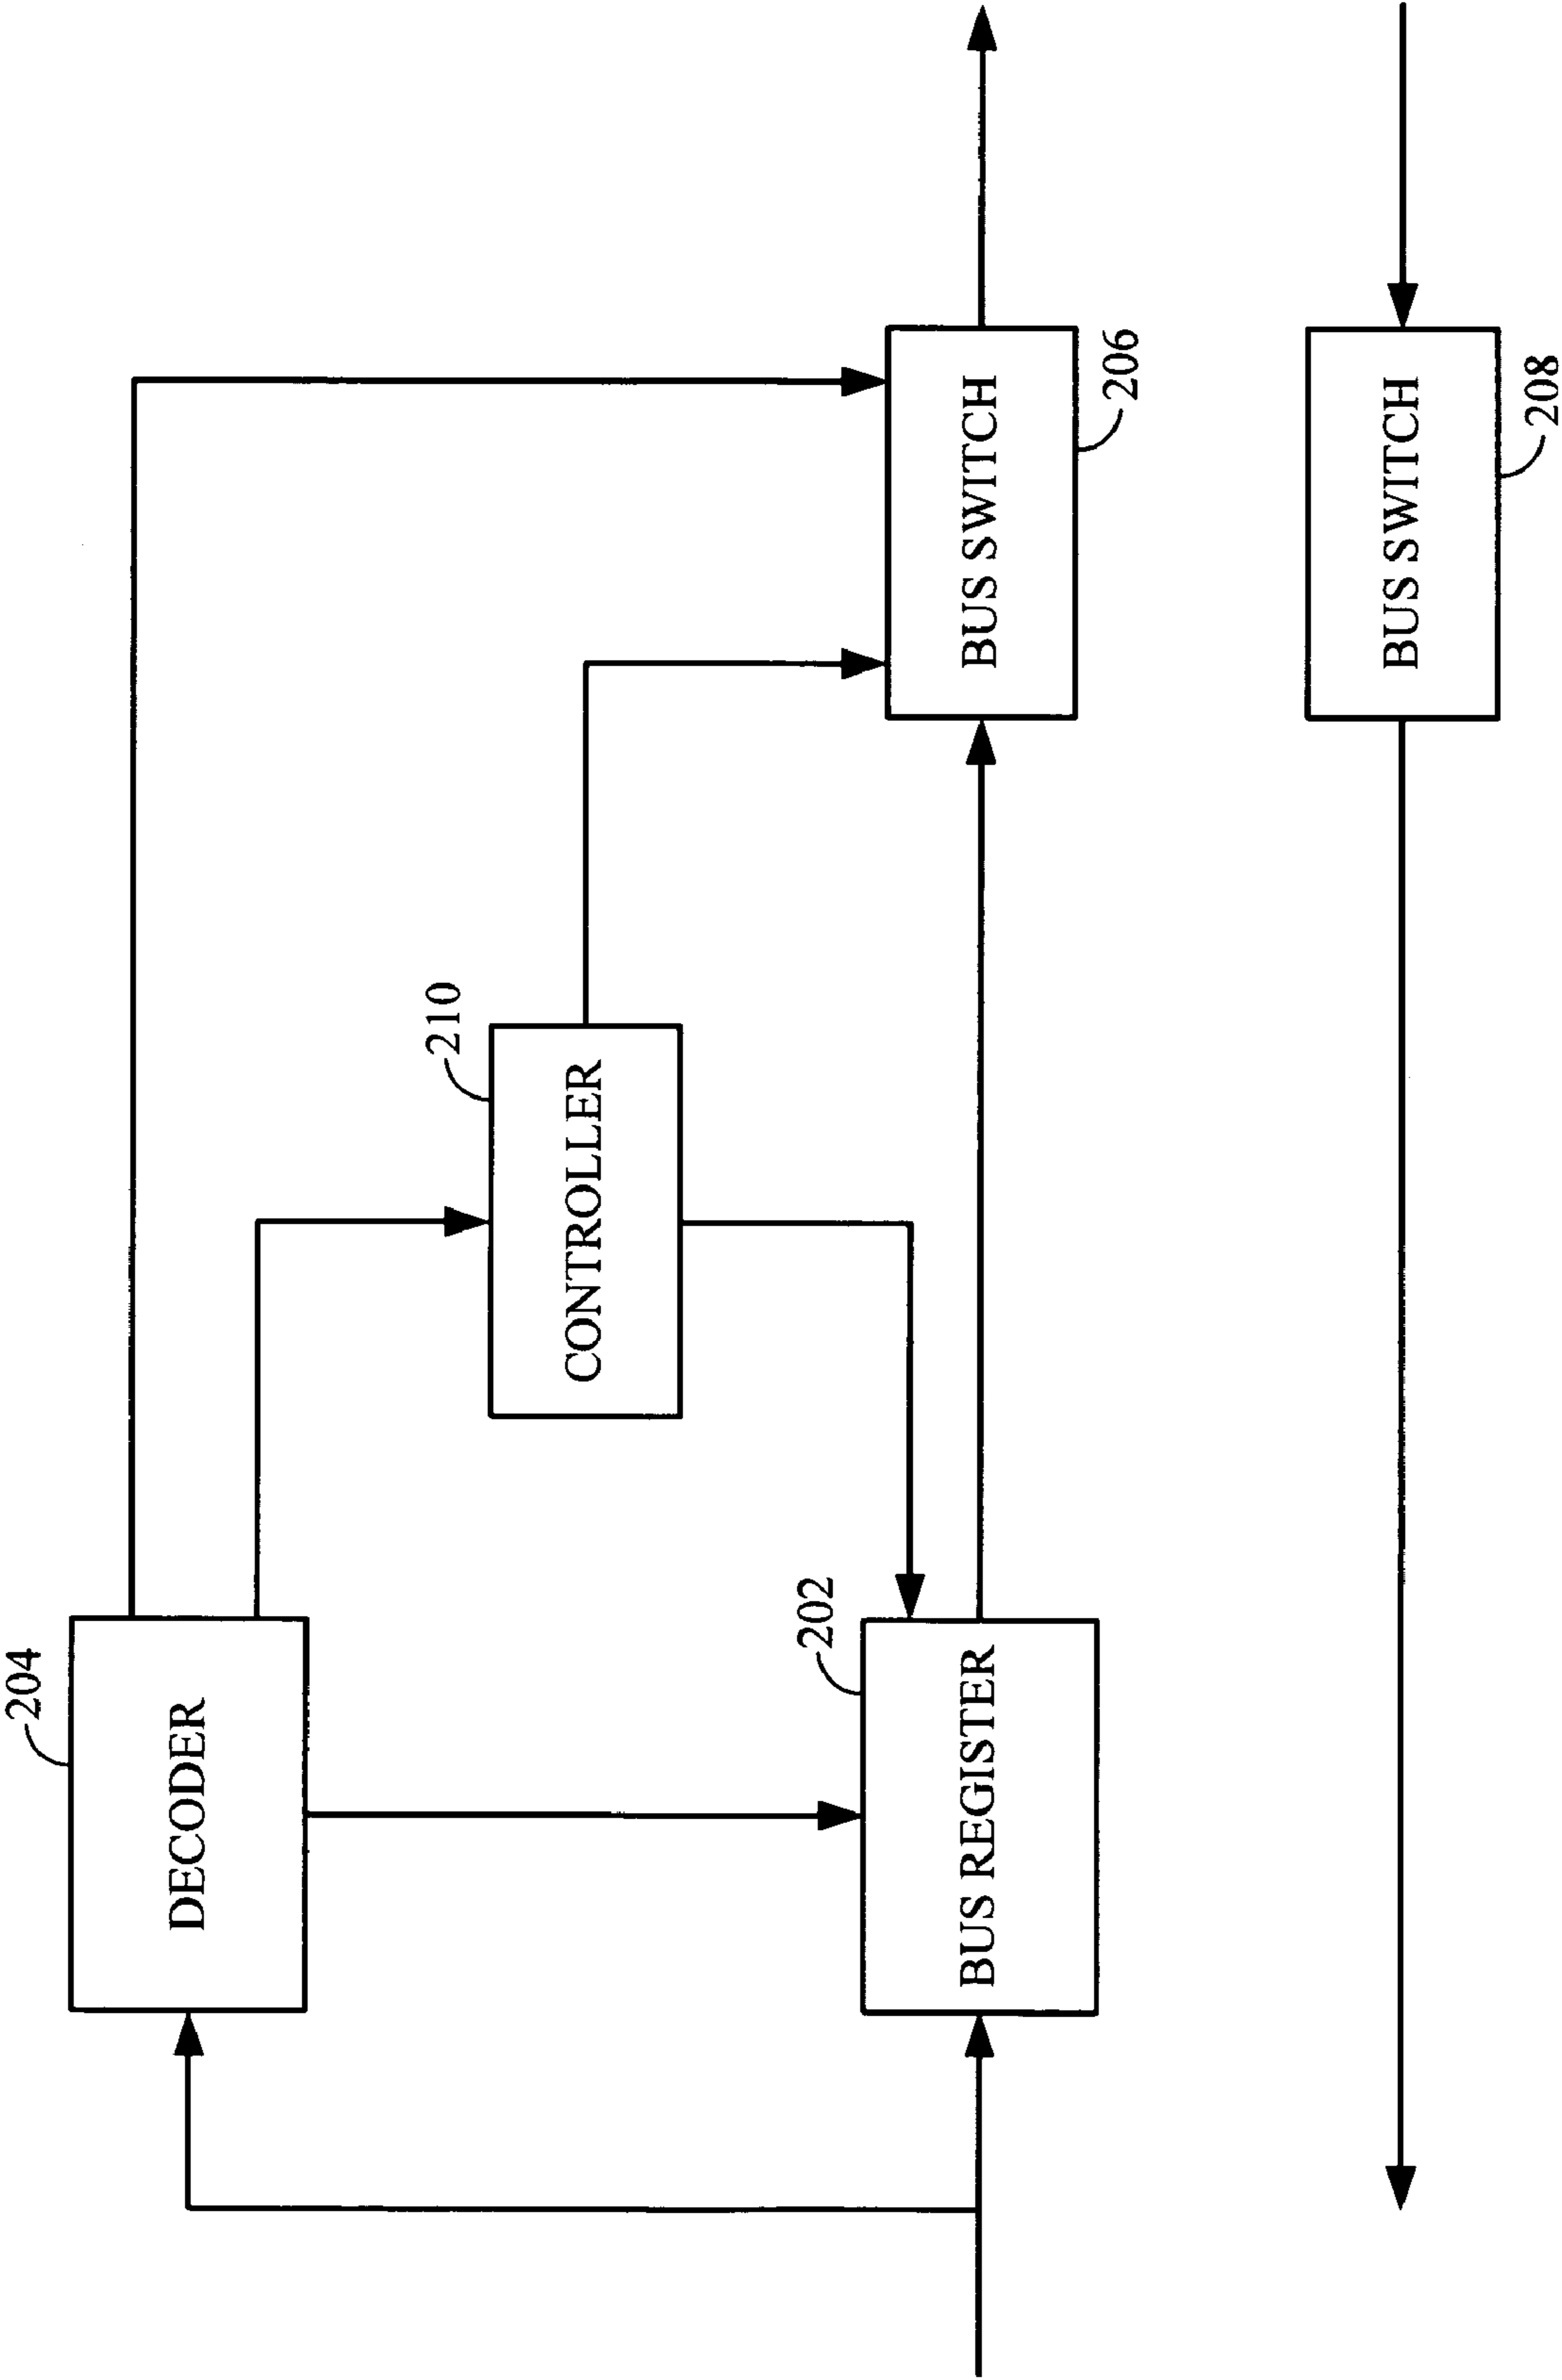 204
DECODER
210
CONTROLLER
202
BUS REGISTER
BUS SWITCH
206
BUS SWITCH
208